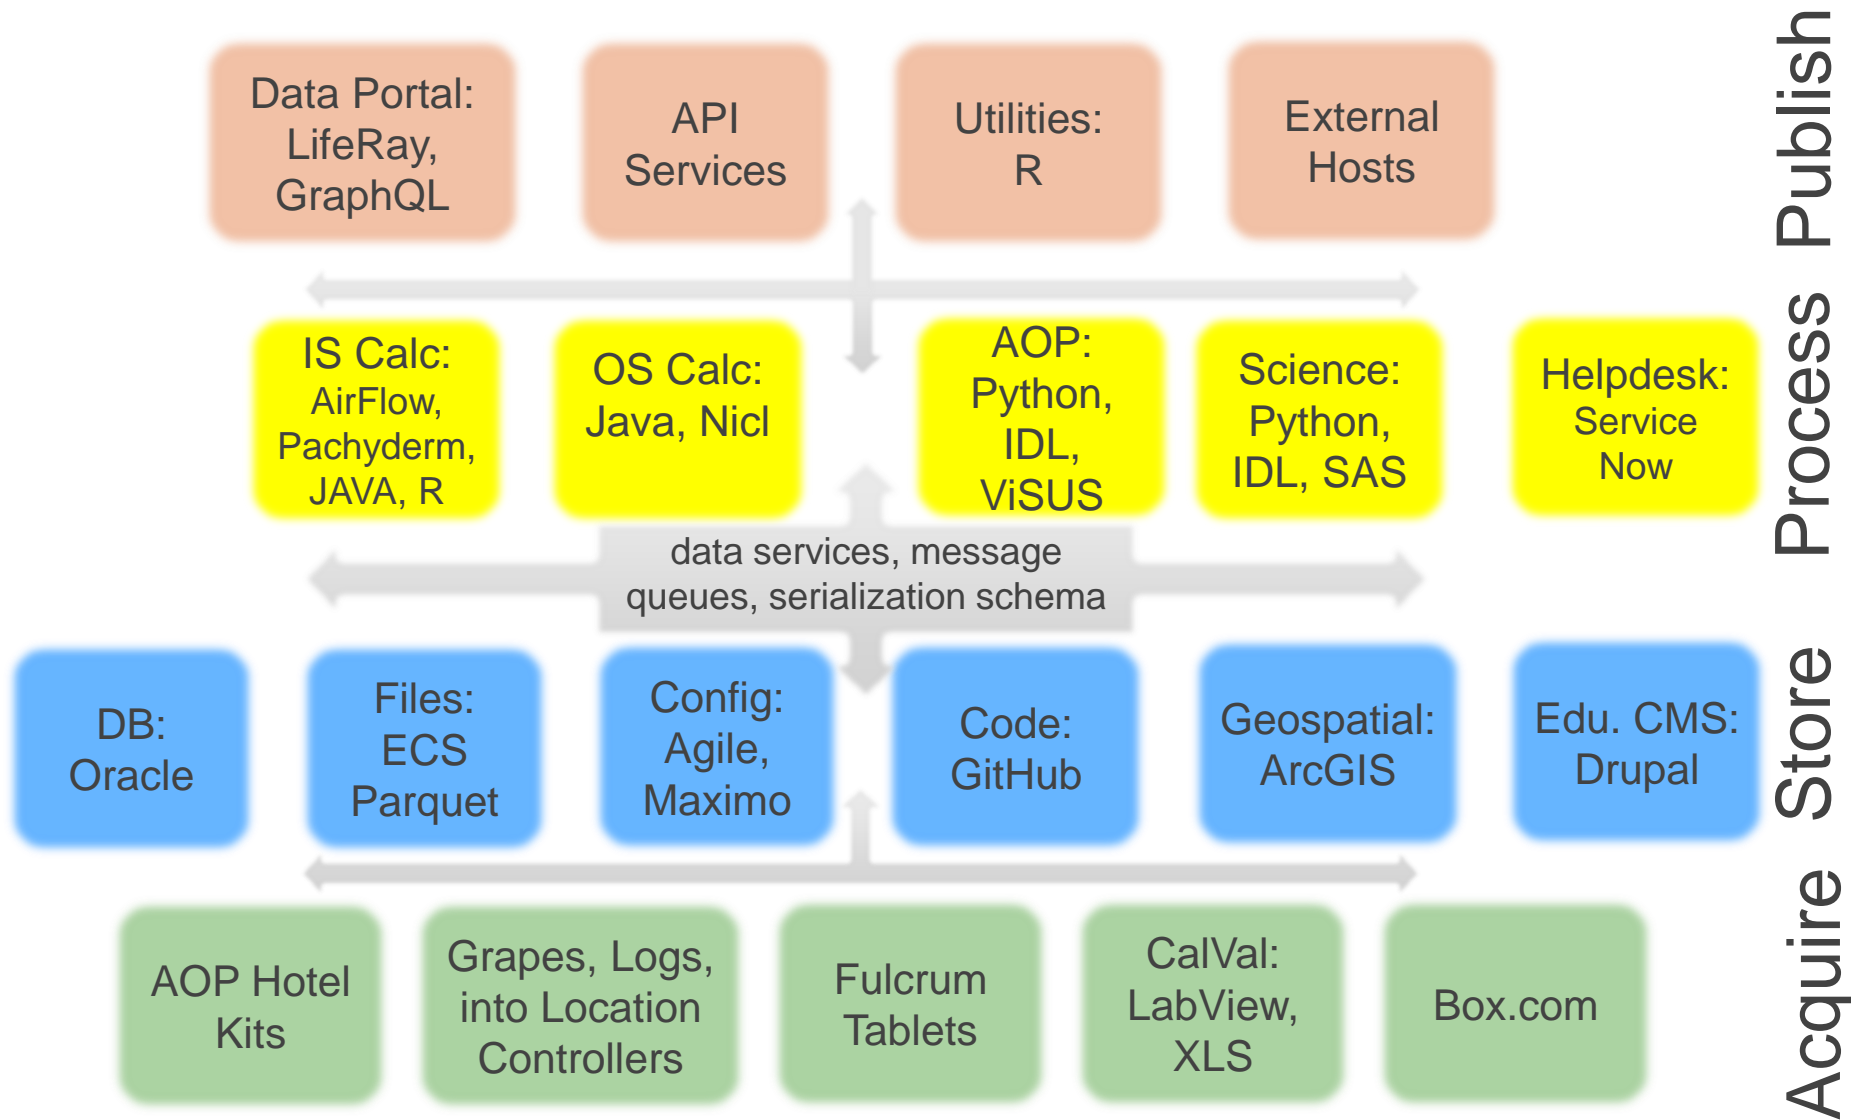 Data Portal:
LifeRay,
GraphQL
API
Services
Utilities:
R
External
Hosts
Publish
IS Calc:
AirFlow,
Pachyderm,
JAVA, R
OS Calc:
Java, Nicl
AOP:
Python,
IDL,
ViSUS
Science:
Python,
IDL, SAS
Helpdesk:
Service
Now
Process
data services, message
queues, serialization schema
DB:
Oracle
Files:
ECS
Parquet
Config:
Agile,
Maximo
Code:
GitHub
Geospatial:
ArcGIS
Edu. CMS:
Drupal
Store
AOP Hotel
Kits
Grapes, Logs,
into Location
Controllers
Fulcrum
Tablets
CalVal:
LabView,
XLS
Box.com
Acquire